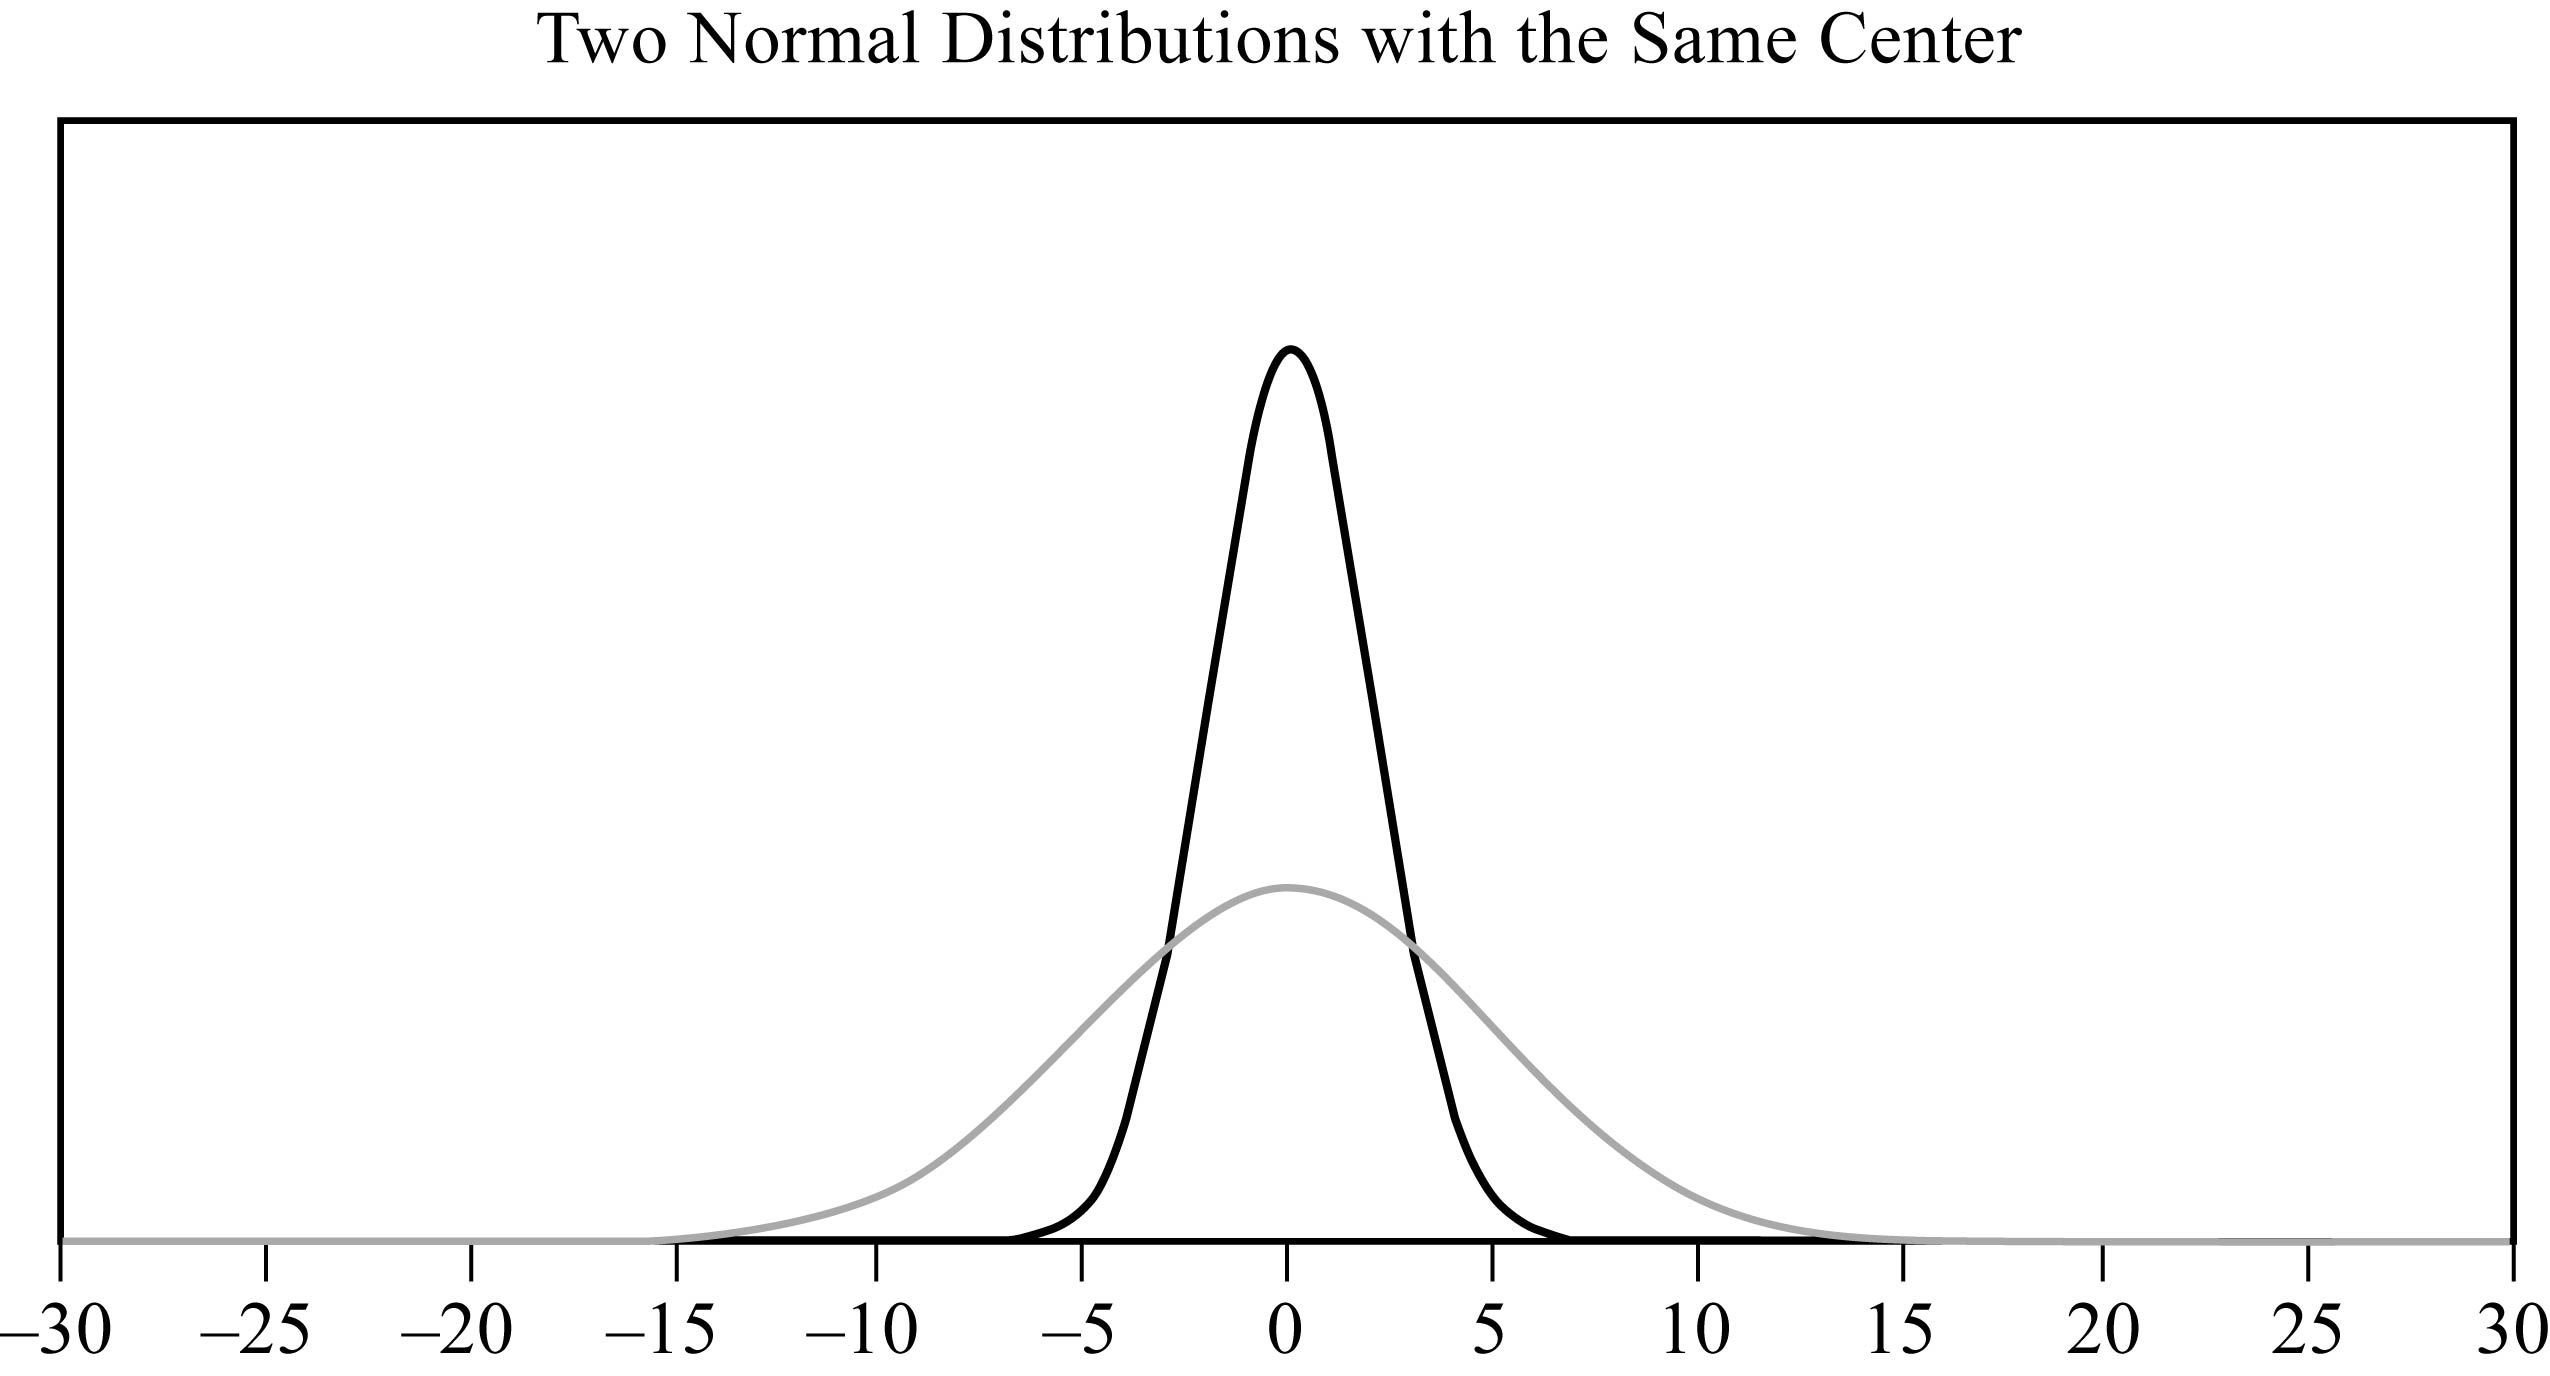 Two Normal Distributions with the Same Center
–30 –25 –20 –15 –10 –5 0 5 10 15 20 25 30